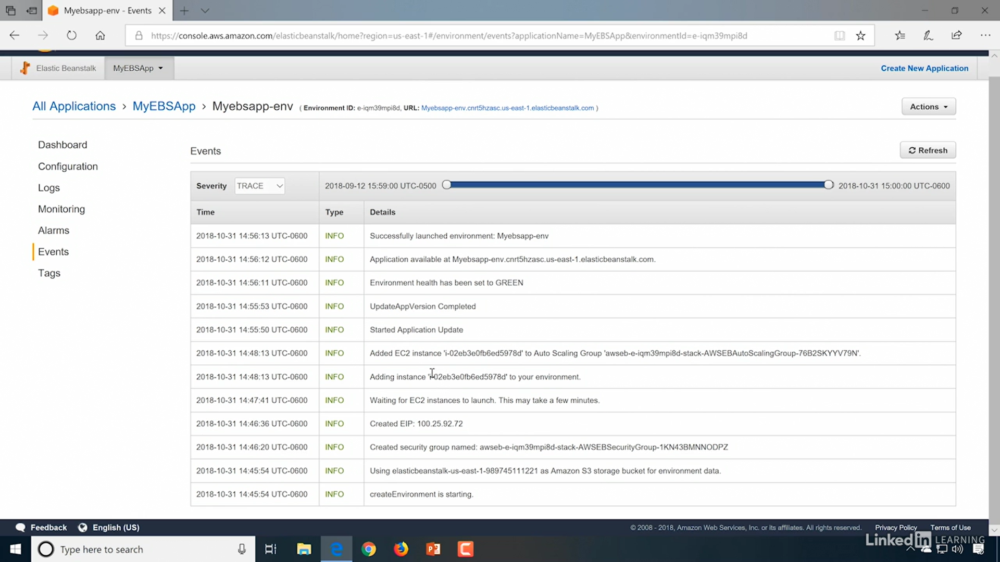 Myebsapp-env - Events
https://console.aws.amazon.com/elasticbeanstalk/home?region=us-east-1#/environment/events?applicationName=MyEBSApp&environmentId=e-iqm39mpi8d
Elastic Beanstalk MyEBSApp Create New Application
All Applications > MyEBSApp > Myebsapp-env ( Environment ID: e-iqm39mpi8d, URL: Myebsapp-env.cnrt5hzasc.us-east-1.elasticbeanstalk.com ) Actions
Dashboard
Configuration
Logs
Monitoring
Alarms
Events
Tags
Events Refresh
Severity TRACE 2018-09-12 15:59:00 UTC-0500 2018-10-31 15:00:00 UTC-0600
Time Type Details
2018-10-31 14:56:13 UTC-0600 INFO Successfully launched environment: Myebsapp-env
2018-10-31 14:56:12 UTC-0600 INFO Application available at Myebsapp-env.cnrt5hzasc.us-east-1.elasticbeanstalk.com.
2018-10-31 14:56:11 UTC-0600 INFO Environment health has been set to GREEN
2018-10-31 14:55:53 UTC-0600 INFO UpdateAppVersion Completed
2018-10-31 14:55:50 UTC-0600 INFO Started Application Update
2018-10-31 14:48:13 UTC-0600 INFO Added EC2 instance 'i-02eb3e0fb6ed5978d' to Auto Scaling Group 'awseb-e-iqm39mpi8d-stack-AWSEBAutoScalingGroup-76B2SKYYV79N'.
2018-10-31 14:48:13 UTC-0600 INFO Adding instance 'i-02eb3e0fb6ed5978d' to your environment.
2018-10-31 14:47:41 UTC-0600 INFO Waiting for EC2 instances to launch. This may take a few minutes.
2018-10-31 14:46:36 UTC-0600 INFO Created EIP: 100.25.92.72
2018-10-31 14:46:20 UTC-0600 INFO Created security group named: awseb-e-iqm39mpi8d-stack-AWSEBSecurityGroup-1KN43BMNNODPZ
2018-10-31 14:45:54 UTC-0600 INFO Using elasticbeanstalk-us-east-1-989745111221 as Amazon S3 storage bucket for environment data.
2018-10-31 14:45:54 UTC-0600 INFO createEnvironment is starting.
Feedback English (US) © 2008 - 2018, Amazon Web Services, Inc. or its affiliates. All rights reserved. Privacy Policy Terms of Use
LinkedIn LEARNING
Type here to search